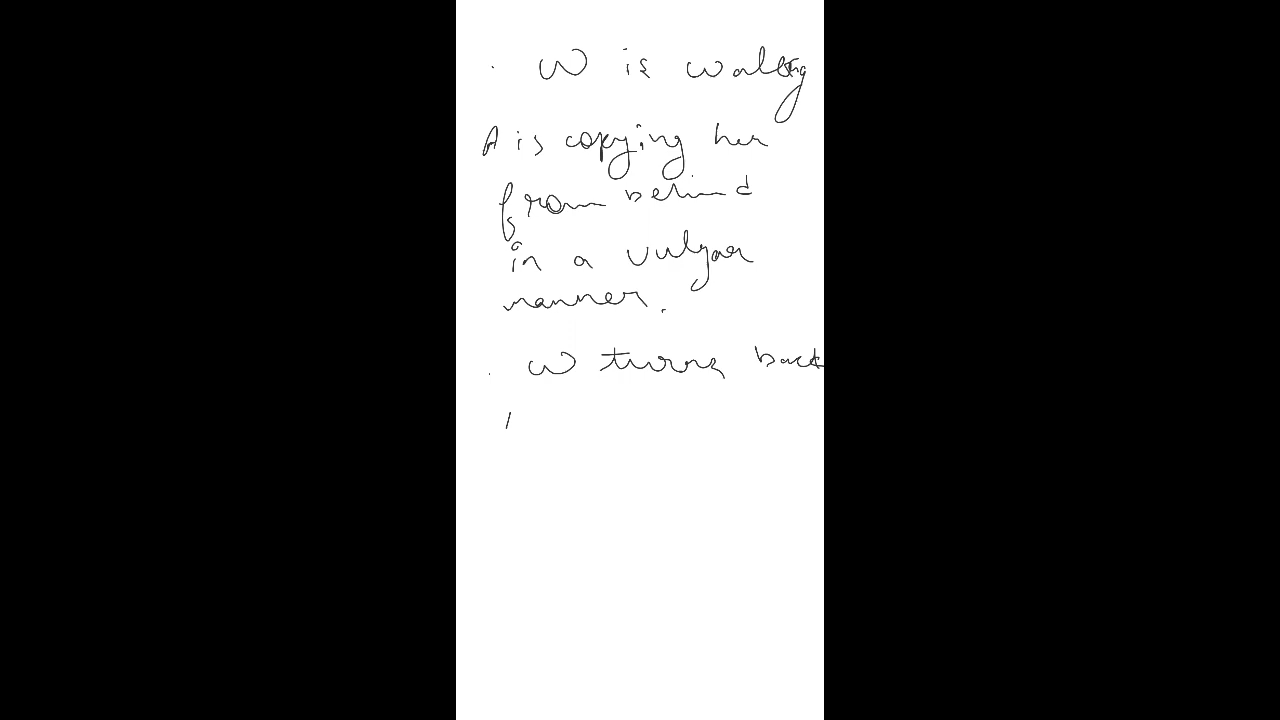 . W is walking
A is copying her
from behind
in a vulgar
manner.
. W turns back